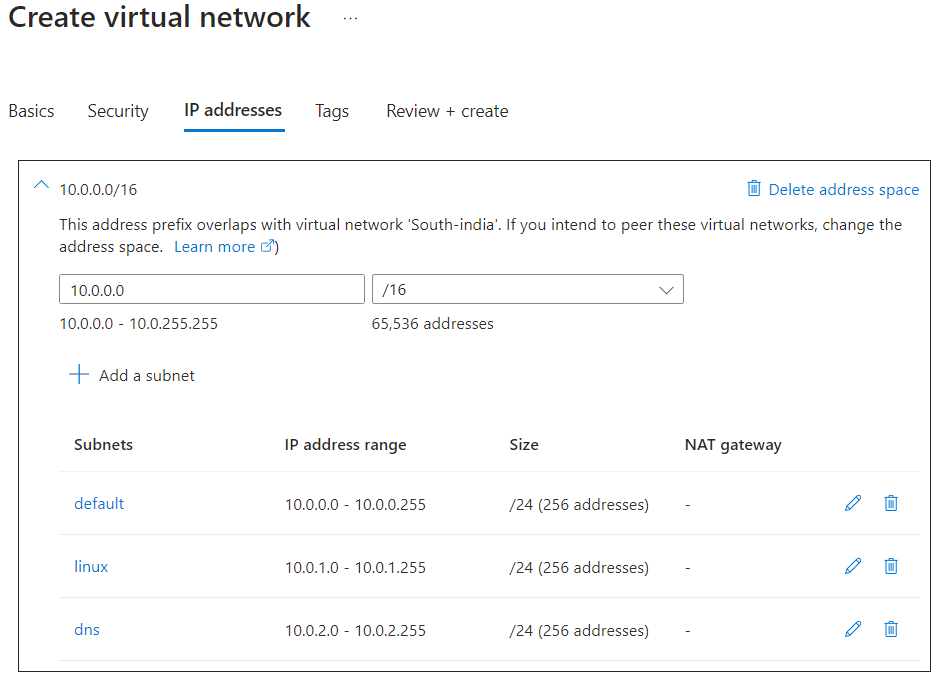 Create virtual network ...
Basics Security IP addresses Tags Review + create
10.0.0.0/16 Delete address space
This address prefix overlaps with virtual network 'South-india'. If you intend to peer these virtual networks, change the
address space. Learn more )
10.0.0.0 /16
10.0.0.0 - 10.0.255.255 65,536 addresses
Add a subnet
Subnets IP address range Size NAT gateway
default 10.0.0.0 - 10.0.0.255 /24 (256 addresses) -
linux 10.0.1.0 - 10.0.1.255 /24 (256 addresses) -
dns 10.0.2.0 - 10.0.2.255 /24 (256 addresses) -